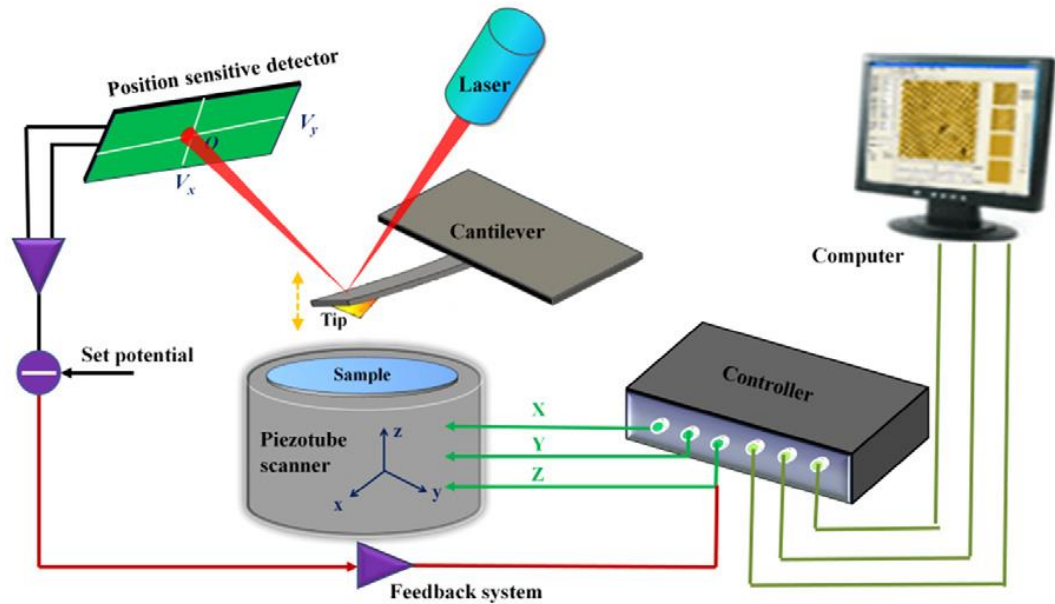 Position sensitive detector
Laser
O
V_y
V_x
Cantilever
Computer
Tip
Set potential
Sample
Controller
X
Piezotube
scanner
z
Y
x
y
Z
Feedback system